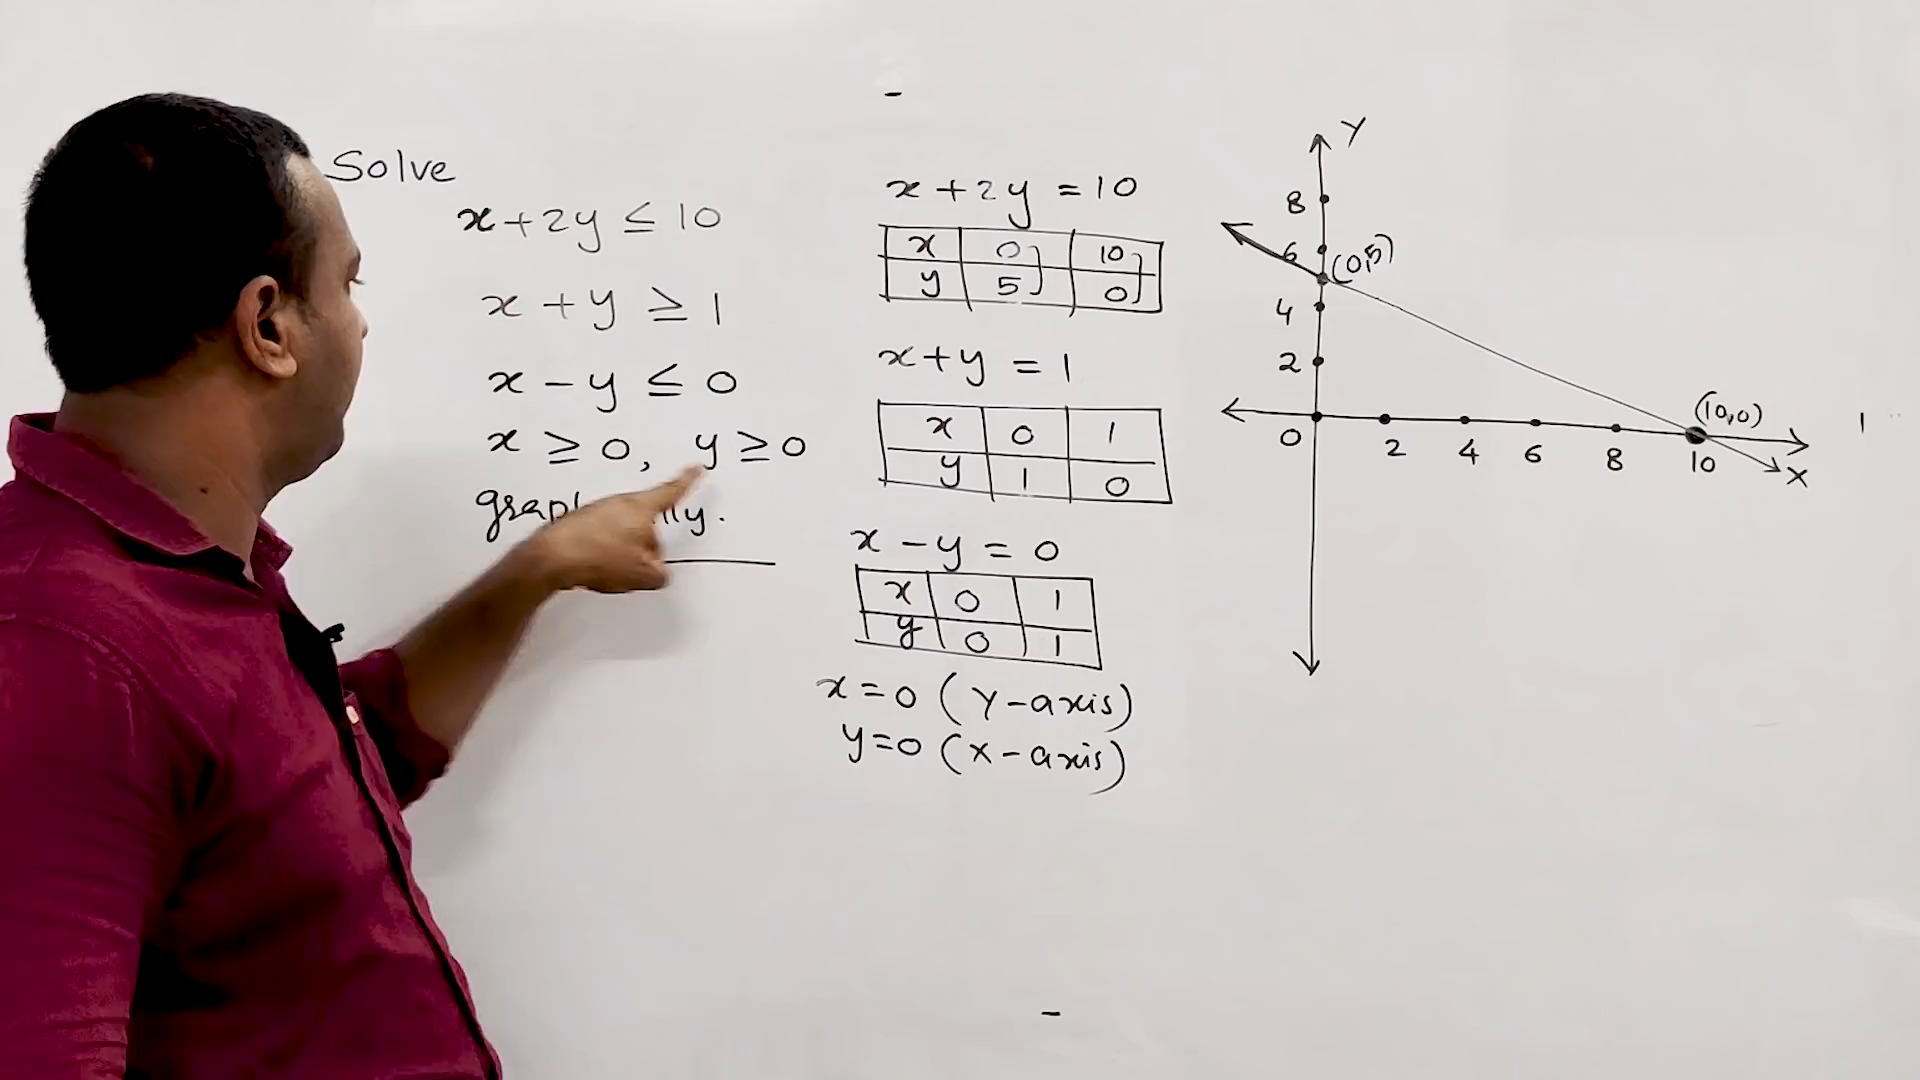 Solve
x + 2y ≤ 10
x + y ≥ 1
x - y ≤ 0
x ≥ 0, y ≥ 0
x + 2y = 10
x 0 10
y 5 0
x + y = 1
x 0 1
y 1 0
x - y = 0
x 0 1
y 0 1
x = 0 (Y-axis)
y = 0 (X-axis)
Y
8
6
(0,5)
4
2
0
2
4
6
8
10
(10,0)
X